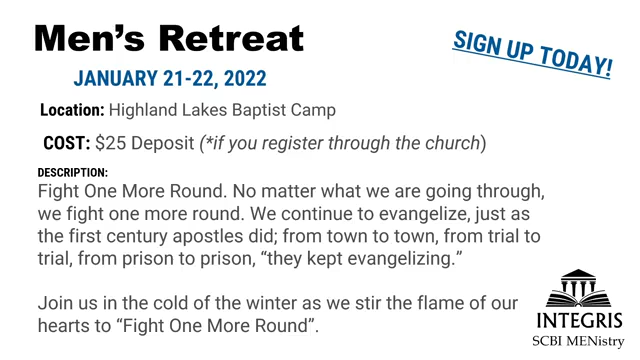 Men's Retreat
SIGN UP TODAY!
JANUARY 21-22, 2022
Location: Highland Lakes Baptist Camp
COST: $25 Deposit (*if you register through the church)
DESCRIPTION:
Fight One More Round. No matter what we are going through,
we fight one more round. We continue to evangelize, just as
the first century apostles did; from town to town, from trial to
trial, from prison to prison, “they kept evangelizing.”
Join us in the cold of the winter as we stir the flame of our
hearts to “Fight One More Round”.
INTEGRIS
SCBI MENistry